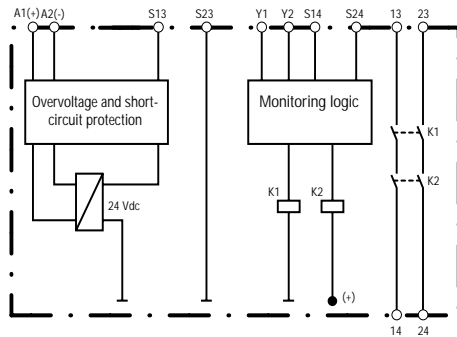 A1(+) A2(-) S13 S23 Y1 Y2 S14 S24 13 23
Overvoltage and short-
circuit protection
Monitoring logic
K1
K2
K1 K2
24 Vdc
(+)
14 24